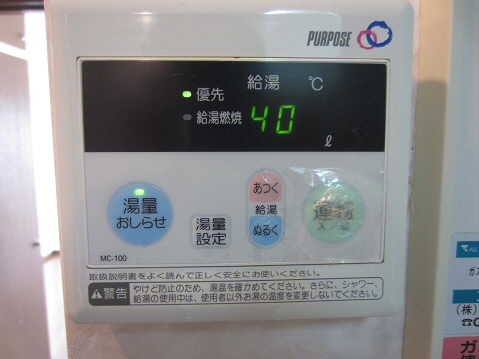 PURPOSE
給湯 ℃
優先
給湯燃焼 40
ℓ
湯量
おしらせ
湯量
設定
あつく
給湯
ぬるく
MC-100
取扱説明書をよく読んで正しく安全にお使いください。
警告 やけど防止のため、湯温を確かめてください。さらに、シャワー、
給湯の使用中は、使用者以外お湯の温度を変更しないでください。
ガス
(株)